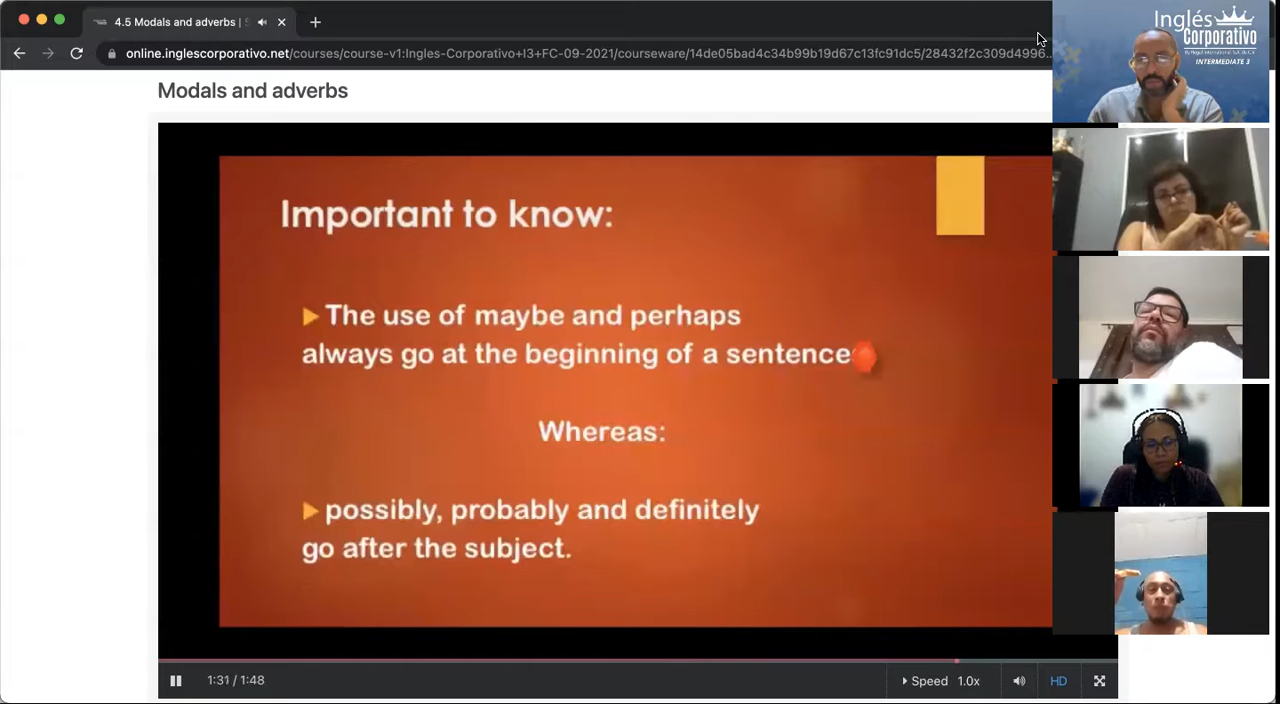 4.5 Modals and adverbs | S
online.inglescorporativo.net/courses/course-v1:Ingles-Corporativo+I3+FC-09-2021/courseware/14de05bad4c34b99b19d67c13fc91dc5/28432f2c309d4996...
Inglés
Corporativo
INTERMEDIATE 3
Modals and adverbs
Important to know:
The use of maybe and perhaps
always go at the beginning of a sentence
Whereas:
possibly, probably and definitely
go after the subject.
1:31 / 1:48
Speed 1.0x
HD